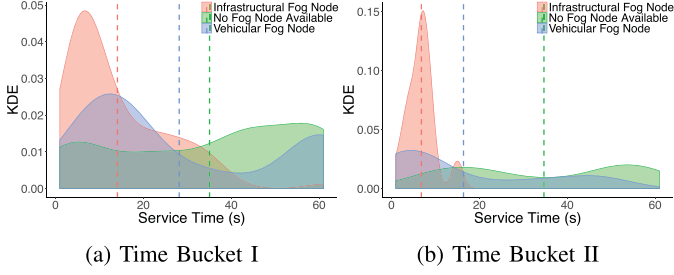 0.05
0.04
0.03
0.02
0.01
0.00
KDE
0 20 40 60
Service Time (s)
Infrastructural Fog Node
No Fog Node Available
Vehicular Fog Node
(a) Time Bucket I
0.15
0.10
0.05
0.00
KDE
0 20 40 60
Service Time (s)
Infrastructural Fog Node
No Fog Node Available
Vehicular Fog Node
(b) Time Bucket II